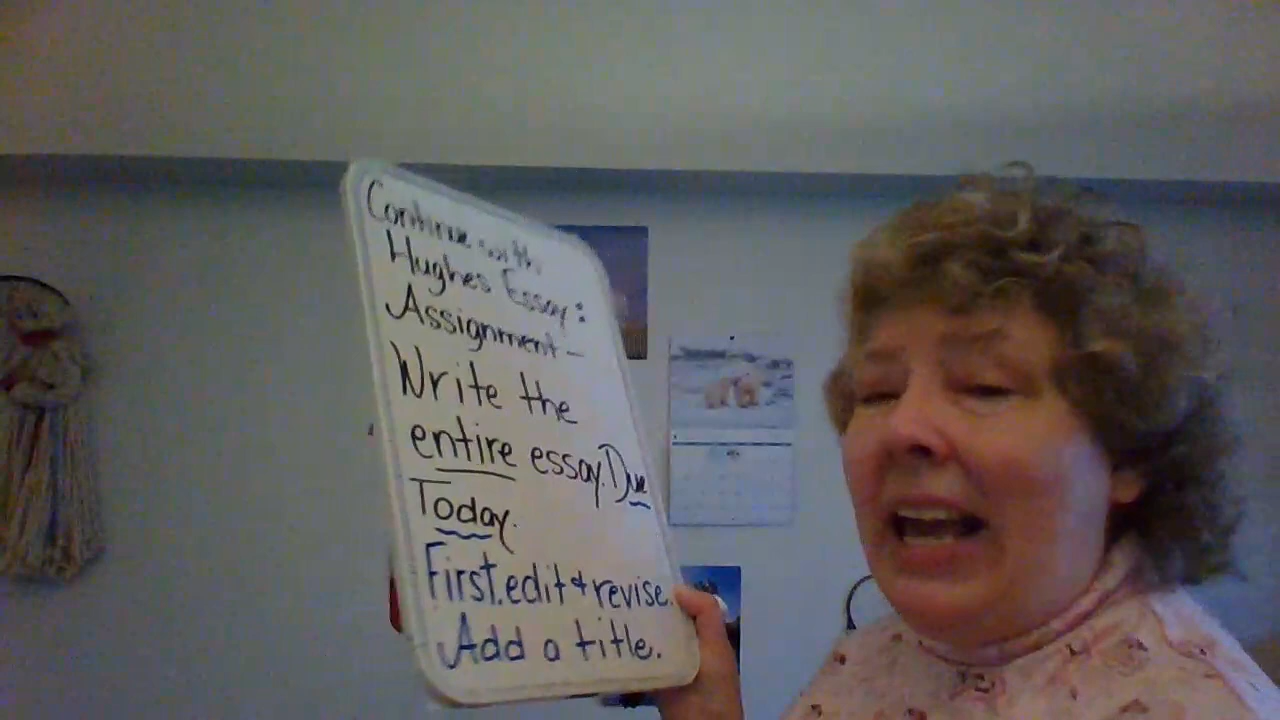 Continue with
Hughes Essay:
Assignment-
Write the
entire essay. Due
Today.
First, edit & revise.
Add a title.